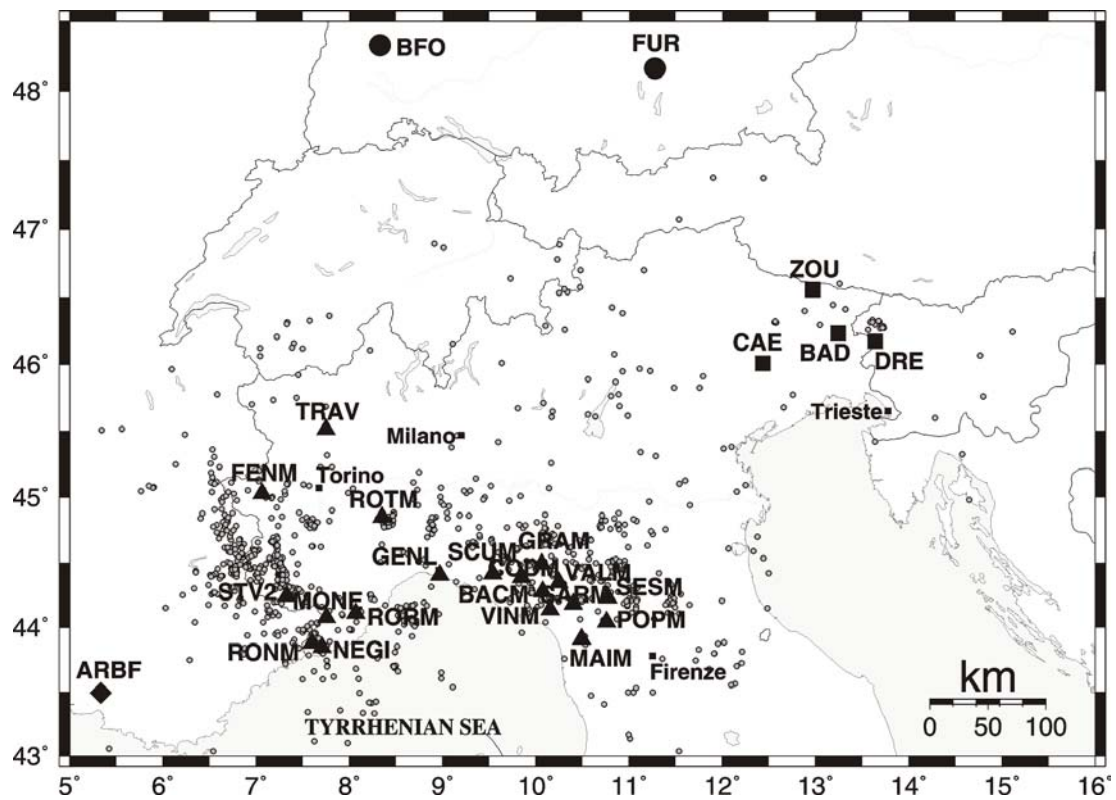 BFO
FUR
48°
47°
ZOU
46°
CAE
BAD
DRE
TRAV
Trieste
Milano
FENM
Torino
45°
ROTM
GRAM
GENL
SCUM
VALM
STV2
MONE
BACM
SESM
RORM
VINM
POPM
44°
RONM
NEGI
MAIM
Firenze
ARBF
km
0 50 100
TYRRHENIAN SEA
43°
5° 6° 7° 8° 9° 10° 11° 12° 13° 14° 15° 16°